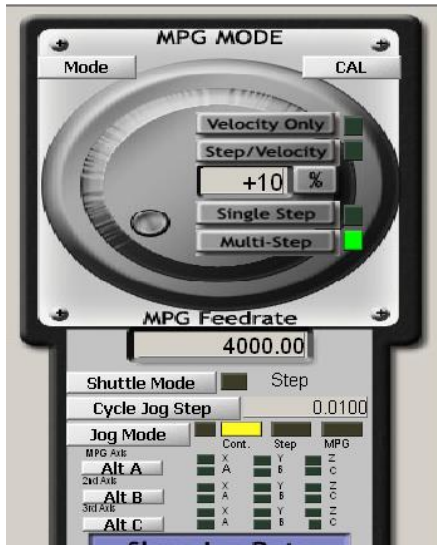 MPG MODE
Mode CAL
Velocity Only
Step/Velocity
+10 %
Single Step
Multi-Step
MPG Feedrate
4000.00
Shuttle Mode Step
Cycle Jog Step 0.0100
Jog Mode Cont. Step MPG
MPG Axis X Y Z
Alt A A B C
2nd Axis X Y Z
Alt B A B C
3rd Axis X Y Z
Alt C A B C